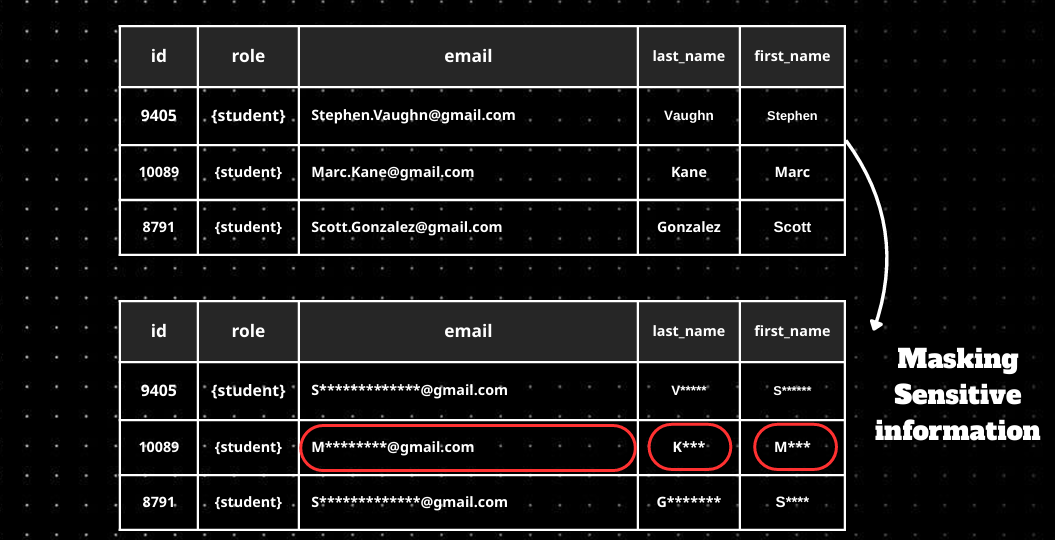 id role email last_name first_name
9405 {student} Stephen.Vaughn@gmail.com Vaughn Stephen
10089 {student} Marc.Kane@gmail.com Kane Marc
8791 {student} Scott.Gonzalez@gmail.com Gonzalez Scott
id role email last_name first_name
9405 {student} S*************@gmail.com V***** S******
10089 {student} M********@gmail.com K*** M***
8791 {student} S*************@gmail.com G******* S****
Masking
Sensitive
information